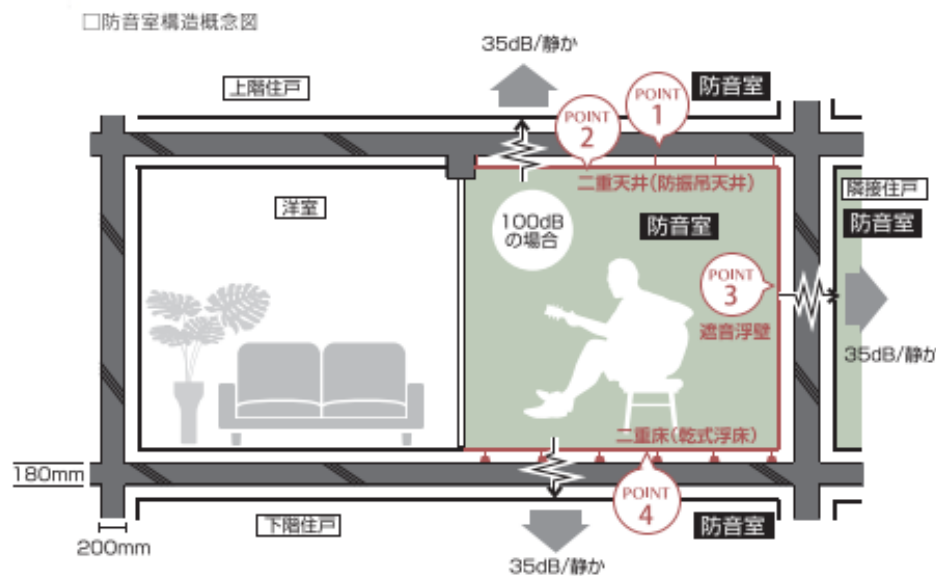 □防音室構造概念図
35dB/静か
上階住戸
防音室
POINT
1
POINT
2
二重天井(防振吊天井)
洋室
100dB
の場合
防音室
隣接住戸
防音室
POINT
3
遮音浮壁
35dB/静か
二重床(乾式浮床)
180mm
POINT
4
下階住戸
防音室
200mm
35dB/静か